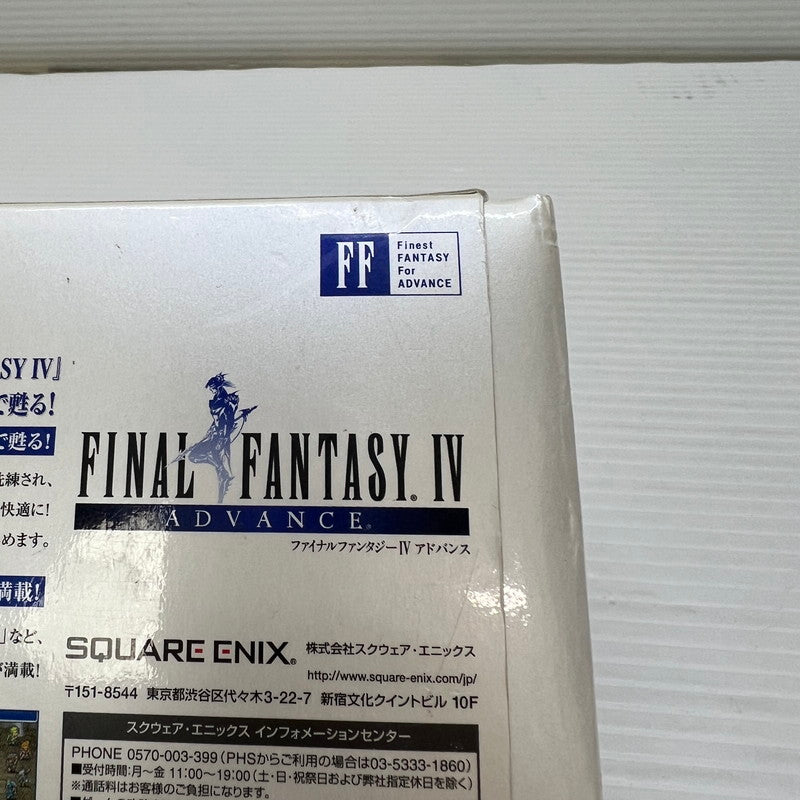 FF
Finest
FANTASY
For
ADVANCE
SY IV』
で甦る!
で甦る!
洗練され、
快適に!
めます。
FINAL FANTASY® IV
ADVANCE®
ファイナルファンタジーIV アドバンス
満載!
」など、
が満載!
SQUARE ENIX® 株式会社スクウェア・エニックス
http://www.square-enix.com/jp/
〒151-8544 東京都渋谷区代々木3-22-7 新宿文化クイントビル 10F
スクウェア・エニックス インフォメーションセンター
PHONE 0570-003-399(PHSからご利用の場合は03-5333-1860)
■受付時間:月〜金 11:00〜19:00(土・日・祝祭日および弊社指定休日を除く)
※通話料はお客様のご負担になります。